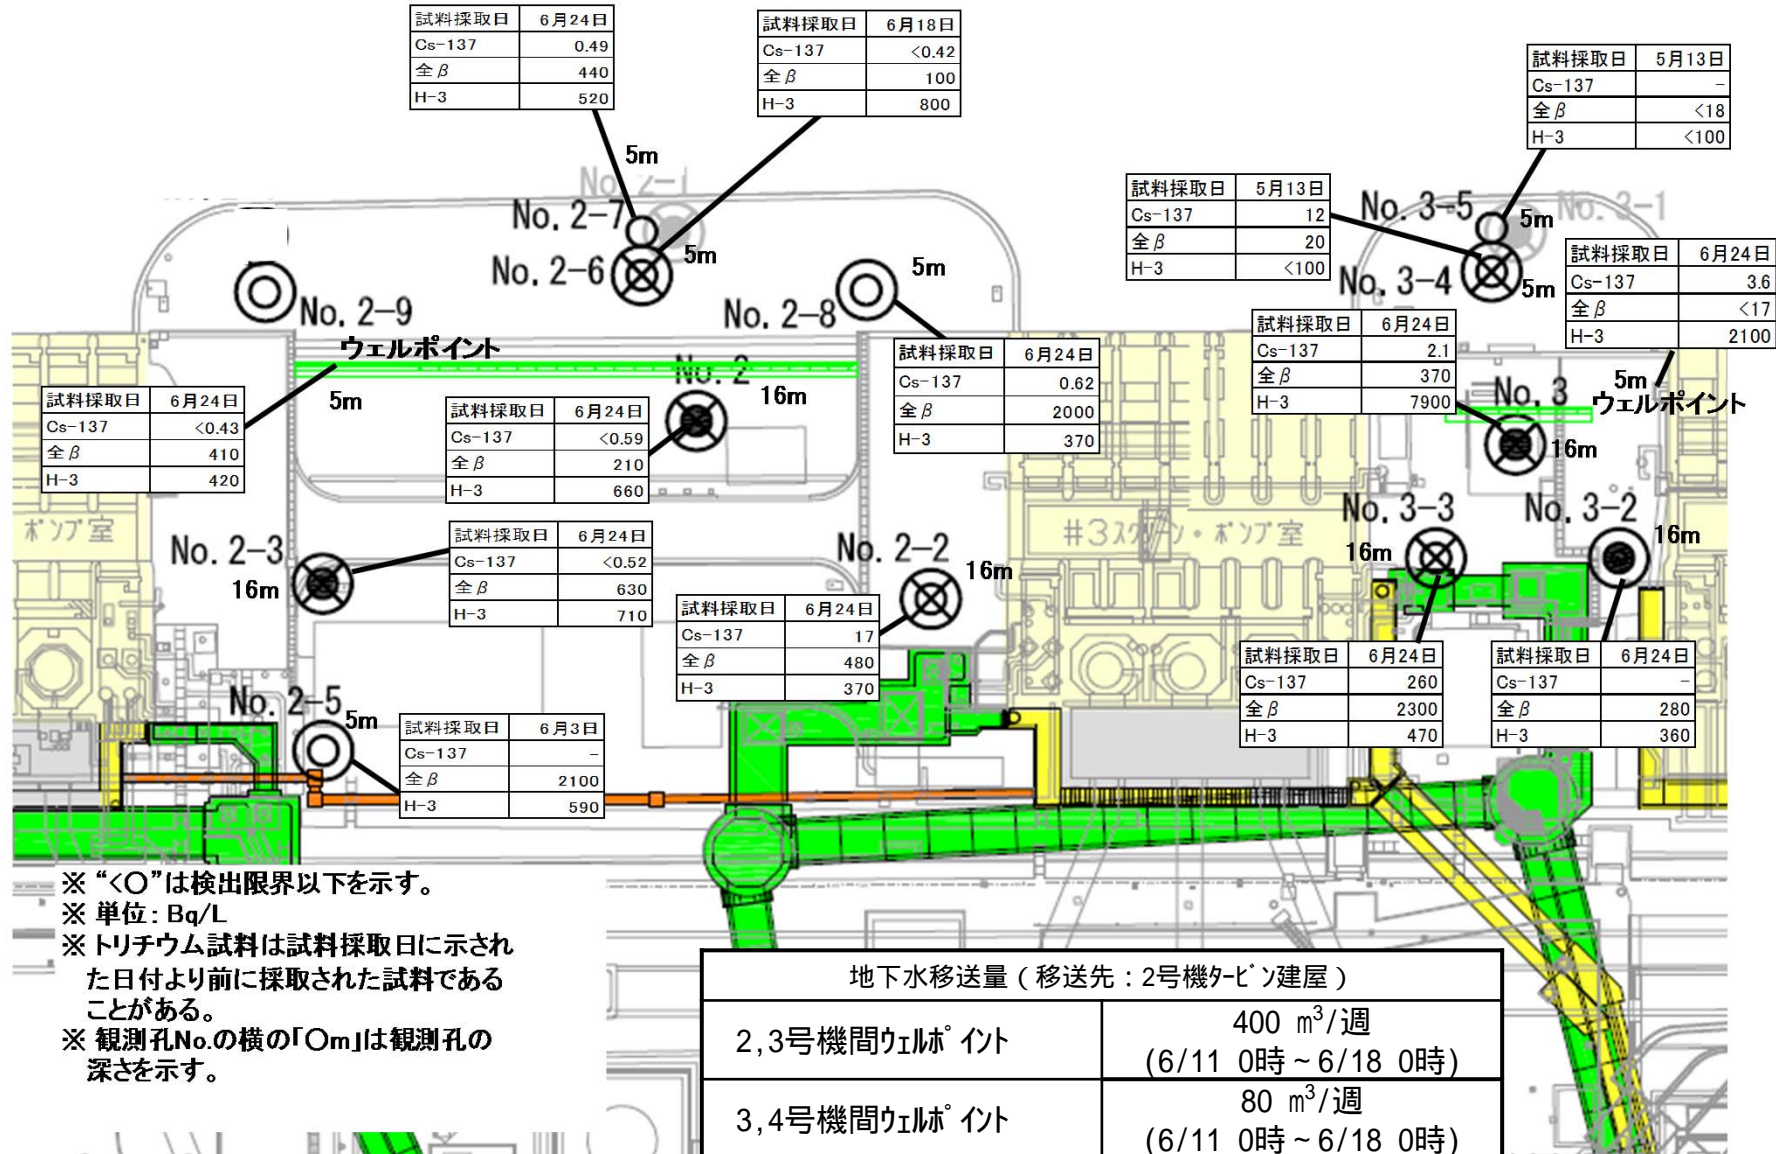 試料採取日 6月24日
Cs-137 0.49
全β 440
H-3 520
試料採取日 6月18日
Cs-137 <0.42
全β 100
H-3 800
試料採取日 5月13日
Cs-137 -
全β <18
H-3 <100
試料採取日 5月13日
Cs-137 12
全β 20
H-3 <100
試料採取日 6月24日
Cs-137 3.6
全β <17
H-3 2100
5m
No. 2-1
No. 2-7
No. 2-6
5m
No. 2-9
No. 2-8
5m
No. 3-5
5m
No. 3-1
No. 3-4
5m
ウェルポイント
5m
No. 2
16m
試料採取日 6月24日
Cs-137 <0.43
全β 410
H-3 420
試料採取日 6月24日
Cs-137 <0.59
全β 210
H-3 660
試料採取日 6月24日
Cs-137 0.62
全β 2000
H-3 370
試料採取日 6月24日
Cs-137 2.1
全β 370
H-3 7900
No. 3
5m
ウェルポイント
16m
ポンプ室
No. 2-3
16m
試料採取日 6月24日
Cs-137 <0.52
全β 630
H-3 710
No. 2-2
16m
#3スクリーン・ポンプ室
No. 3-3
16m
No. 3-2
16m
試料採取日 6月24日
Cs-137 17
全β 480
H-3 370
試料採取日 6月24日
Cs-137 260
全β 2300
H-3 470
試料採取日 6月24日
Cs-137 -
全β 280
H-3 360
No. 2-5
5m
試料採取日 6月3日
Cs-137 -
全β 2100
H-3 590
※ “<〇”は検出限界以下を示す。
※ 単位：Bq/L
※ トリチウム試料は試料採取日に示され
た日付より前に採取された試料である
ことがある。
※ 観測孔No.の横の「〇m」は観測孔の
深さを示す。
地下水移送量（移送先：2号機ﾀｰﾋﾞﾝ建屋）
2,3号機間ｳｪﾙﾎﾟｲﾝﾄ
400 m³/週
(6/11 0時～6/18 0時)
3,4号機間ｳｪﾙﾎﾟｲﾝﾄ
80 m³/週
(6/11 0時～6/18 0時)